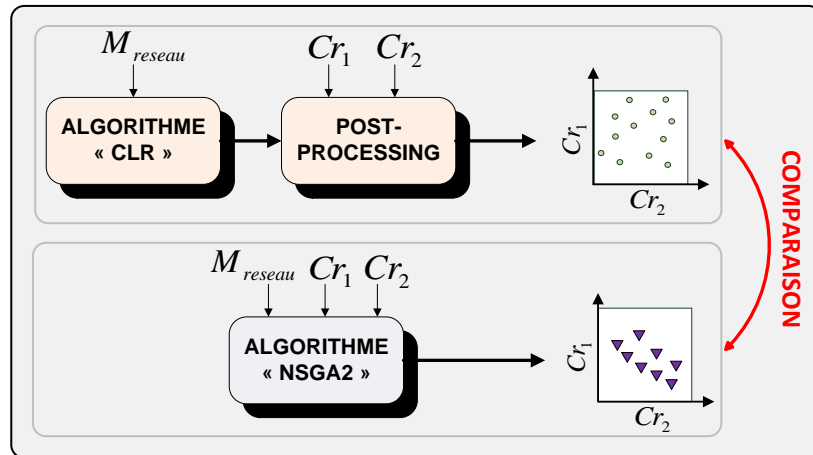 M reseau
Cr1 Cr2
ALGORITHME
« CLR »
POST-
PROCESSING
Cr1
Cr2
COMPARAISON
M reseau Cr1 Cr2
ALGORITHME
« NSGA2 »
Cr1
Cr2